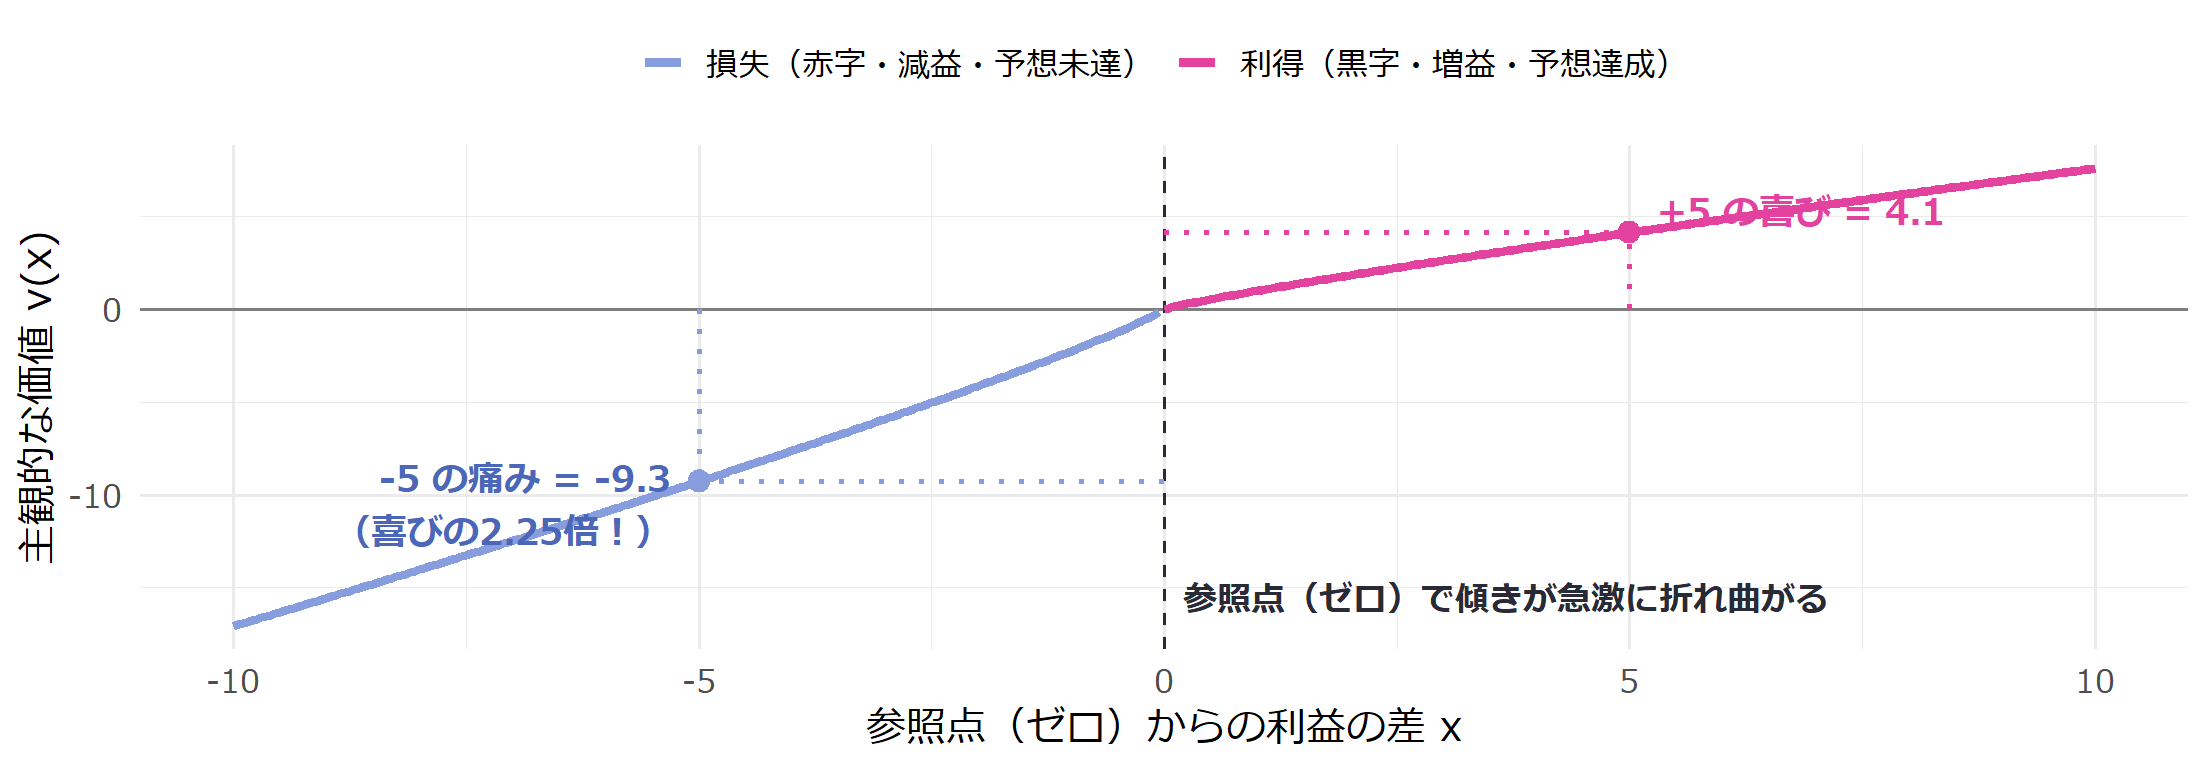 損失（赤字・減益・予想未達） 利得（黒字・増益・予想達成）
主観的な価値 v(x)
0
-10
+5 の喜び = 4.1
-5 の痛み = -9.3
（喜びの2.25倍！）
参照点（ゼロ）で傾きが急激に折れ曲がる
-10 -5 0 5 10
参照点（ゼロ）からの利益の差 x